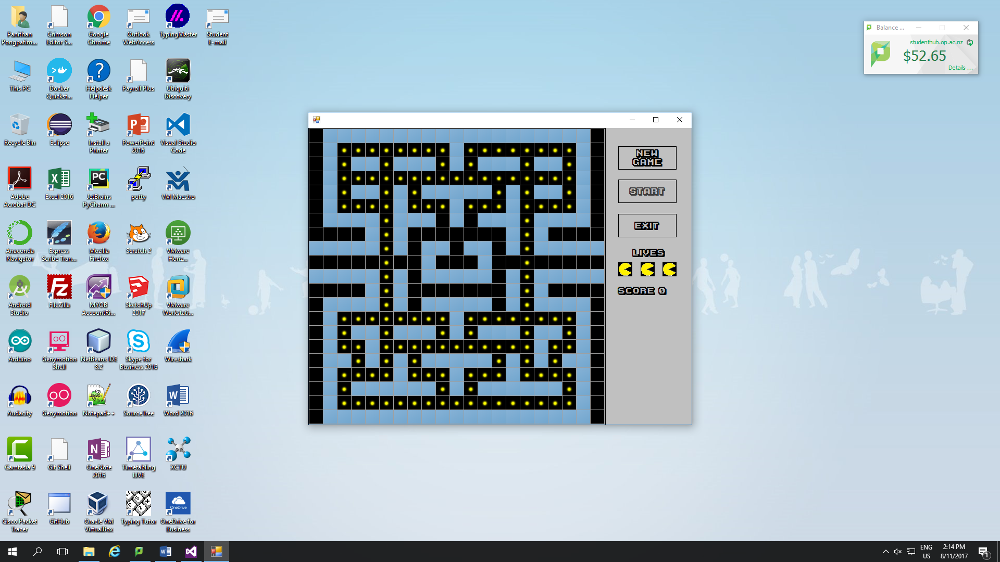 Panithan
Pongpatim...
Crimson
Editor S...
Google
Chrome
Outlook
WebAccess
TypingMaster
Student
E-mail
This PC
Docker
Quickst...
Helpdesk
Helper
Payroll Plus
Ubiquiti
Discovery
Recycle Bin
Eclipse
Install a
Printer
PowerPoint
2016
Visual Studio
Code
Adobe
Acrobat DC
Excel 2016
JetBrains
PyCharm ...
putty
VM Maestro
Anaconda
Navigator
Express
Scribe Tran...
Mozilla
Firefox
Scratch 2
VMware
Horiz...
Android
Studio
FileZilla
MYOB
AccountRi...
SketchUp
2017
VMware
Workstati...
Arduino
Genymotion
Shell
NetBeans IDE
8.2
Skype for
Business 2016
Wireshark
Audacity
Genymotion
Notepad++
SourceTree
Word 2016
Camtasia 9
Git Shell
OneNote
2016
Timetabling
LIVE
XCTU
Cisco Packet
Tracer
GitHub
Oracle VM
VirtualBox
Typing Tutor
OneDrive for
Business
Balance ...
studenthub.op.ac.nz
$52.65
Details ...
NEW
GAME
START
EXIT
LIVES
SCORE 0
ENG
US
2:14 PM
8/11/2017
1